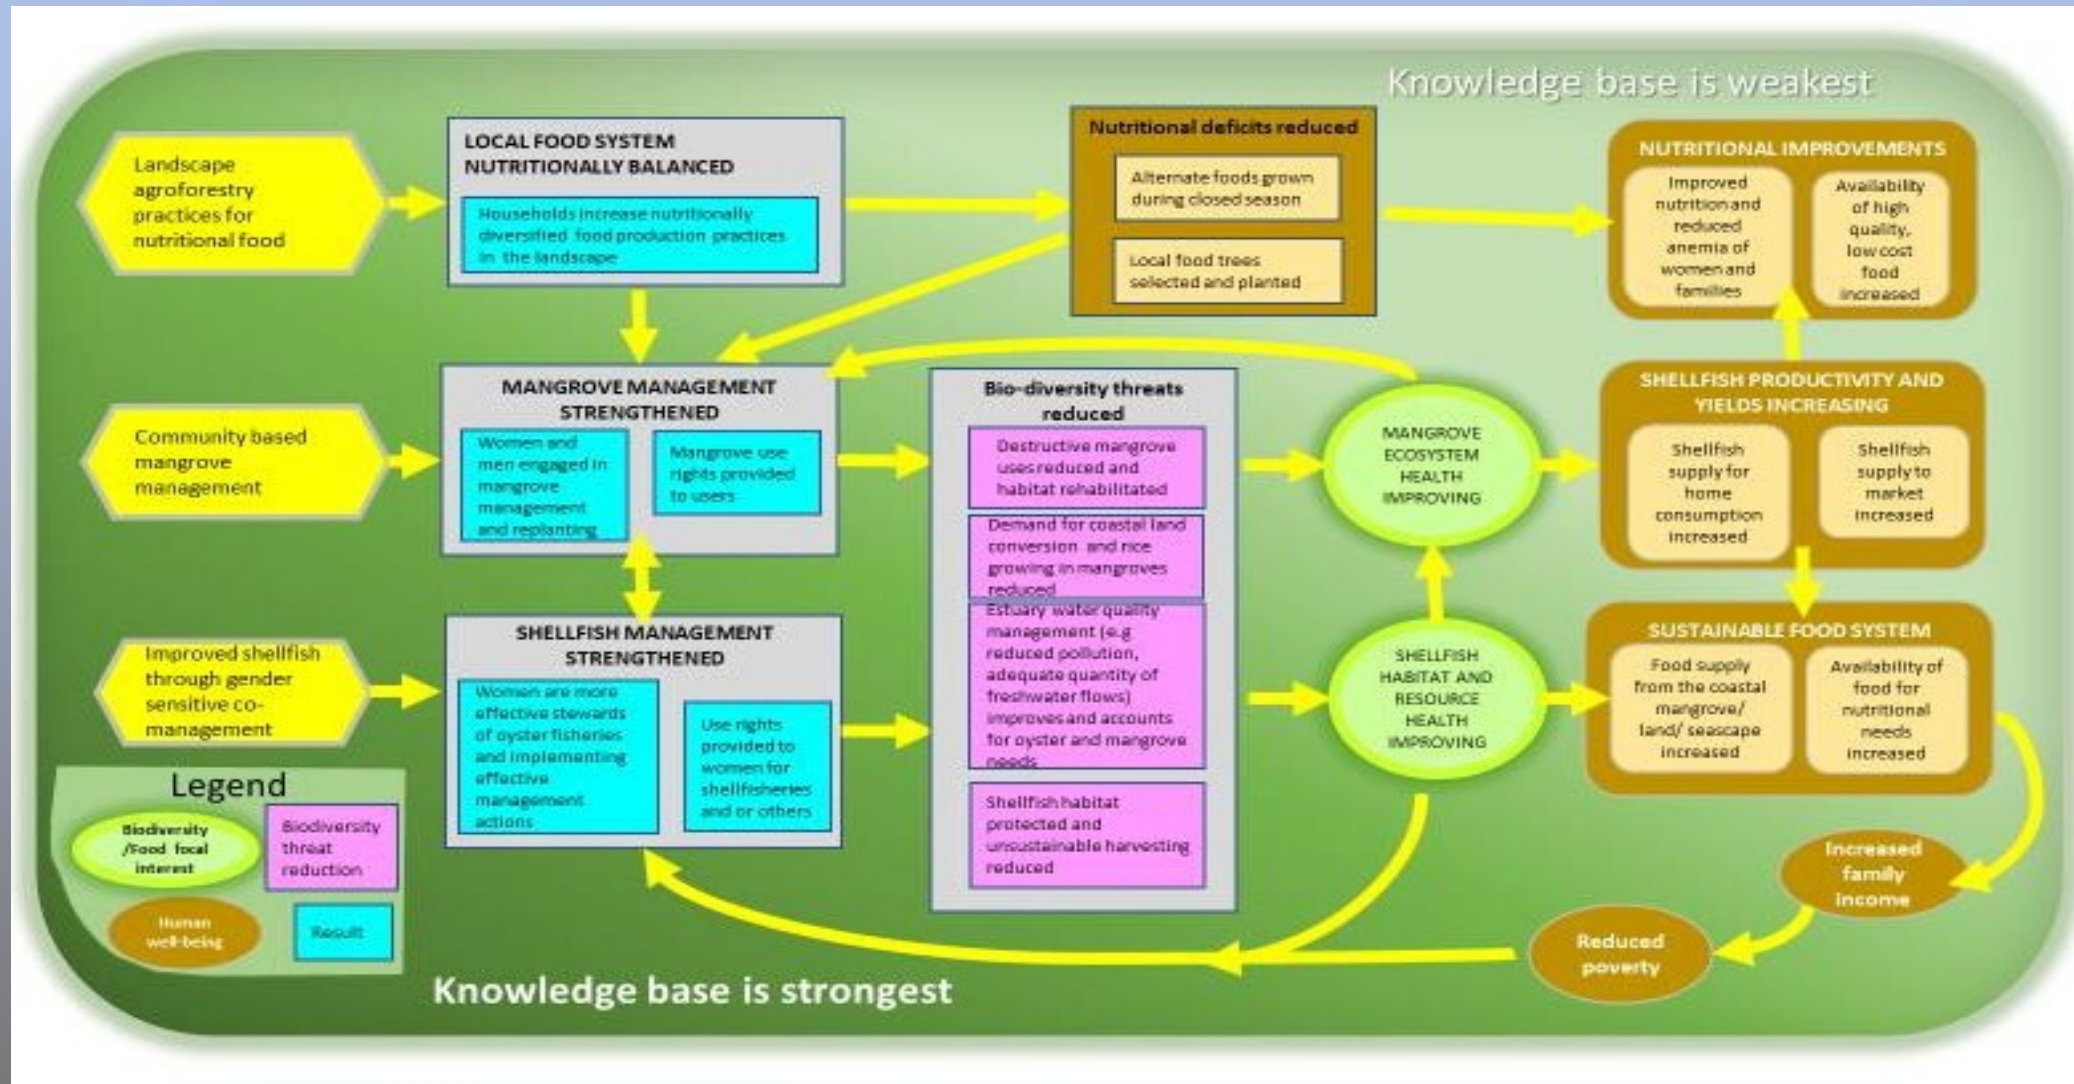 Knowledge base is weakest
Landscape
agroforestry
practices for
nutritional food
LOCAL FOOD SYSTEM
NUTRITIONALLY BALANCED
Households increase nutritionally
diversified food production practices
in the landscape
Nutritional deficits reduced
Alternate foods grown
during closed season
Local food trees
selected and planted
NUTRITIONAL IMPROVEMENTS
Improved
nutrition and
reduced
anemia of
women and
families
Availability
of high
quality,
low cost
food
increased
Community based
mangrove
management
MANGROVE MANAGEMENT
STRENGTHENED
Women and
men engaged in
mangrove
management
and replanting
Mangrove use
rights provided
to users
Bio-diversity threats
reduced
Destructive mangrove
uses reduced and
habitat rehabilitated
Demand for coastal land
conversion and rice
growing in mangroves
reduced
Estuary water quality
management (e.g
reduced pollution,
adequate quantity of
freshwater flows)
improves and accounts
for oyster and mangrove
needs
Shellfish habitat
protected and
unsustainable harvesting
reduced
MANGROVE
ECOSYSTEM
HEALTH
IMPROVING
SHELLFISH PRODUCTIVITY AND
YIELDS INCREASING
Shellfish
supply for
home
consumption
increased
Shellfish
supply to
market
increased
Improved shellfish
through gender
sensitive co-
management
SHELLFISH MANAGEMENT
STRENGTHENED
Women are more
effective stewards
of oyster fisheries
and implementing
effective
management
actions
Use rights
provided to
women for
shellfisheries
and or others
SHELLFISH
HABITAT AND
RESOURCE
HEALTH
IMPROVING
SUSTAINABLE FOOD SYSTEM
Food supply
from the coastal
mangrove/
land/ seascape
increased
Availability of
food for
nutritional
needs
increased
Increased
family
income
Reduced
poverty
Legend
Biodiversity
/Food focal
interest
Biodiversity
threat
reduction
Human
well-being
Result
Knowledge base is strongest